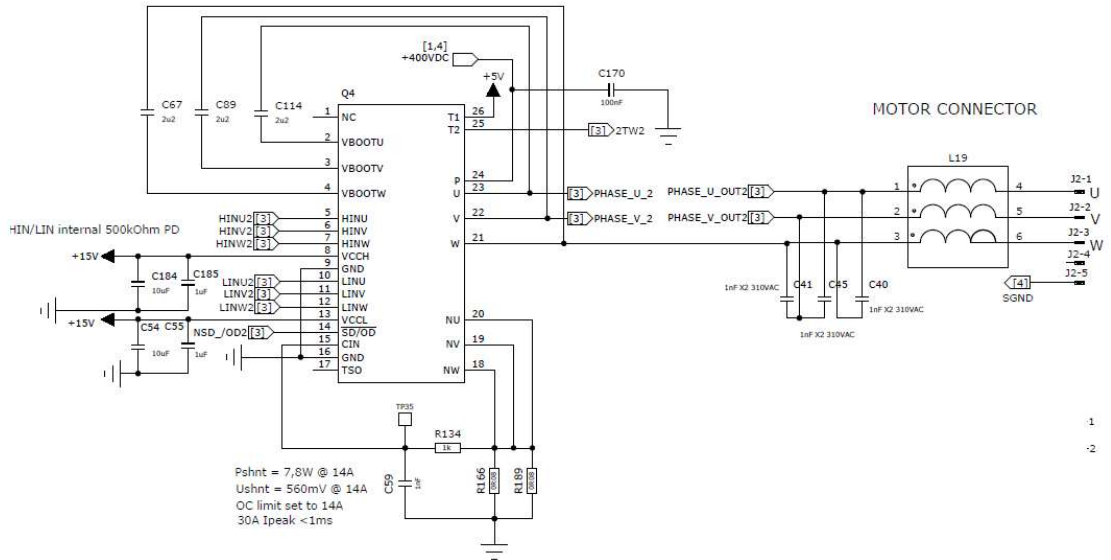 [1,4]
+400VDC
+5V
C170
100nF
MOTOR CONNECTOR
C67
2u2
C89
2u2
C114
2u2
Q4
1 NC
2 VBOOTU
3 VBOOTV
4 VBOOTW
5 HINU
6 HINV
7 HINW
8 VCCH
9 GND
10 LINU
11 LINV
12 LINW
13 VCCL
14 SD/OD
15 CIN
16 GND
17 TSO
T1 26
T2 25
P 24
U 23
V 22
W 21
NU 20
NV 19
NW 18
[3] 2TW2
[3] PHASE_U_2
[3] PHASE_V_2
PHASE_U_OUT2 [3]
PHASE_V_OUT2 [3]
L19
1 4
2 5
3 6
J2-1
U
J2-2
V
J2-3
W
J2-4
J2-5
[4]
SGND
HINU2 [3]
HINV2 [3]
HINW2 [3]
HIN/LIN internal 500kOhm PD
+15V
C184
10uF
C185
1uF
LINU2 [3]
LINV2 [3]
LINW2 [3]
+15V
C54
10uF
C55
1uF
NSD_/OD2 [3]
C41
1nF X2 310VAC
C45
1nF X2 310VAC
C40
1nF X2 310VAC
TP35
R134
1k
C59
1nF
R166
0R08
R189
0R08
Pshnt = 7,8W @ 14A
Ushnt = 560mV @ 14A
OC limit set to 14A
30A Ipeak <1ms
-1
-2